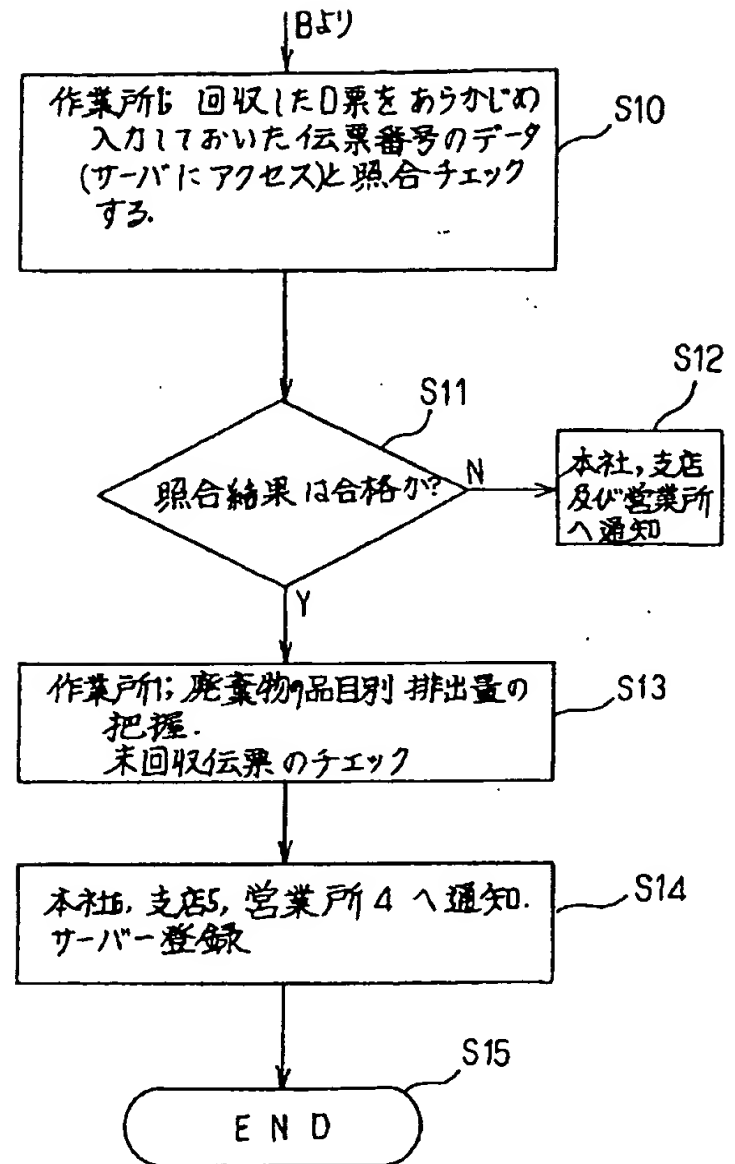 Bより
作業所1; 回収したD票をあらかじめ
入力しておいた伝票番号のデータ
(サーバにアクセス)と照合チェック
する.
S10
S11
照合結果は合格か?
N
S12
本社,支店
及び営業所
へ通知
Y
作業所1; 廃棄物の品目別排出量の
把握.
未回収伝票のチェック
S13
本社6, 支店5, 営業所4 へ通知.
サーバー登録
S14
S15
END